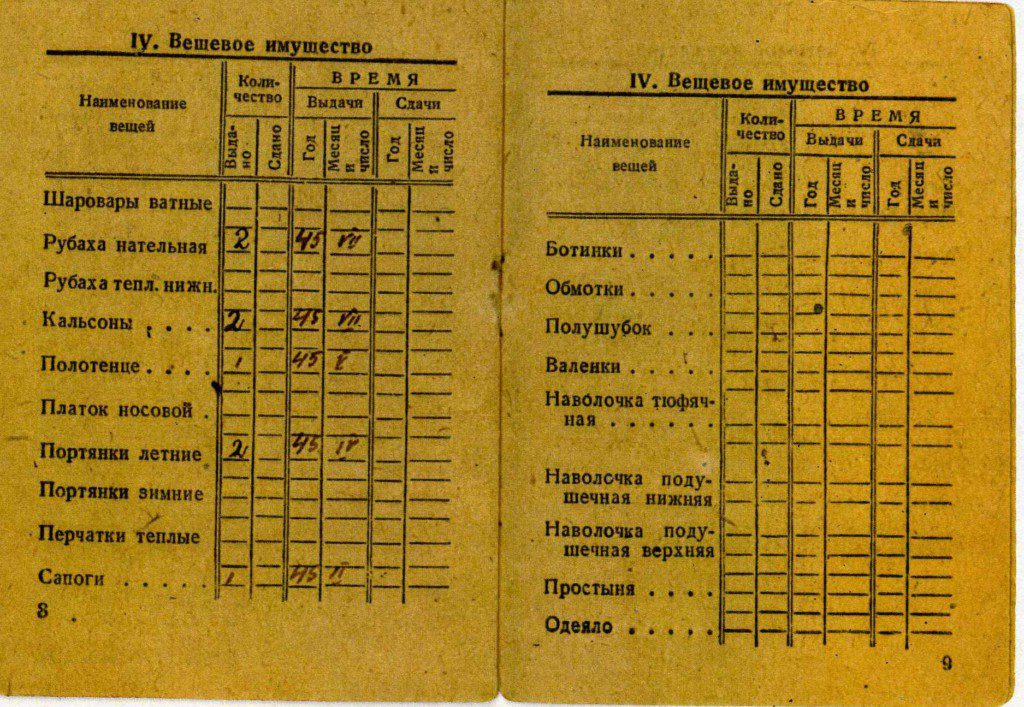 IУ. Вещевое имущество
Наименование вещей
Коли-
чество
ВРЕМЯ
Выдачи
Сдачи
Выда-
но
Сдано
Год
Месяц
и
число
Год
Месяц
и
число
Шаровары ватные
Рубаха нательная 2 45 VII
Рубаха тепл. нижн.
Кальсоны . . . . 2 45 VII
Полотенце . . . . 1 45 V
Платок носовой .
Портянки летние 2 45 IV
Портянки зимние
Перчатки теплые
Сапоги . . . . . 1 45 II
8
IV. Вещевое имущество
Наименование
вещей
Коли-
чество
ВРЕМЯ
Выдачи
Сдачи
Выда-
но
Сдано
Год
Месяц
и
число
Год
Месяц
и
число
Ботинки . . . . .
Обмотки . . . . .
Полушубок . . .
Валенки . . . . .
Наволочка тюфяч-
ная . . . . . .
Наволочка поду-
шечная нижняя
Наволочка поду-
шечная верхняя
Простыня . . . .
Одеяло . . . . .
9